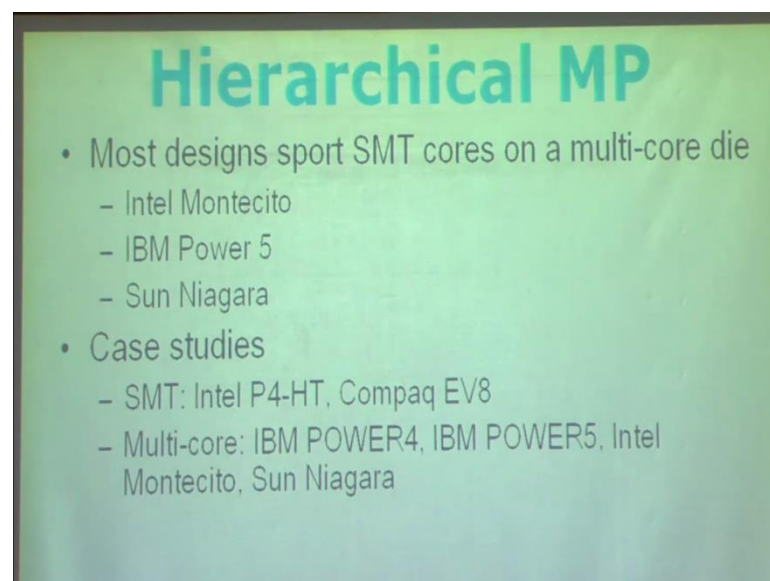 Hierarchical MP
• Most designs sport SMT cores on a multi-core die
– Intel Montecito
– IBM Power 5
– Sun Niagara
• Case studies
– SMT: Intel P4-HT, Compaq EV8
– Multi-core: IBM POWER4, IBM POWER5, Intel
Montecito, Sun Niagara